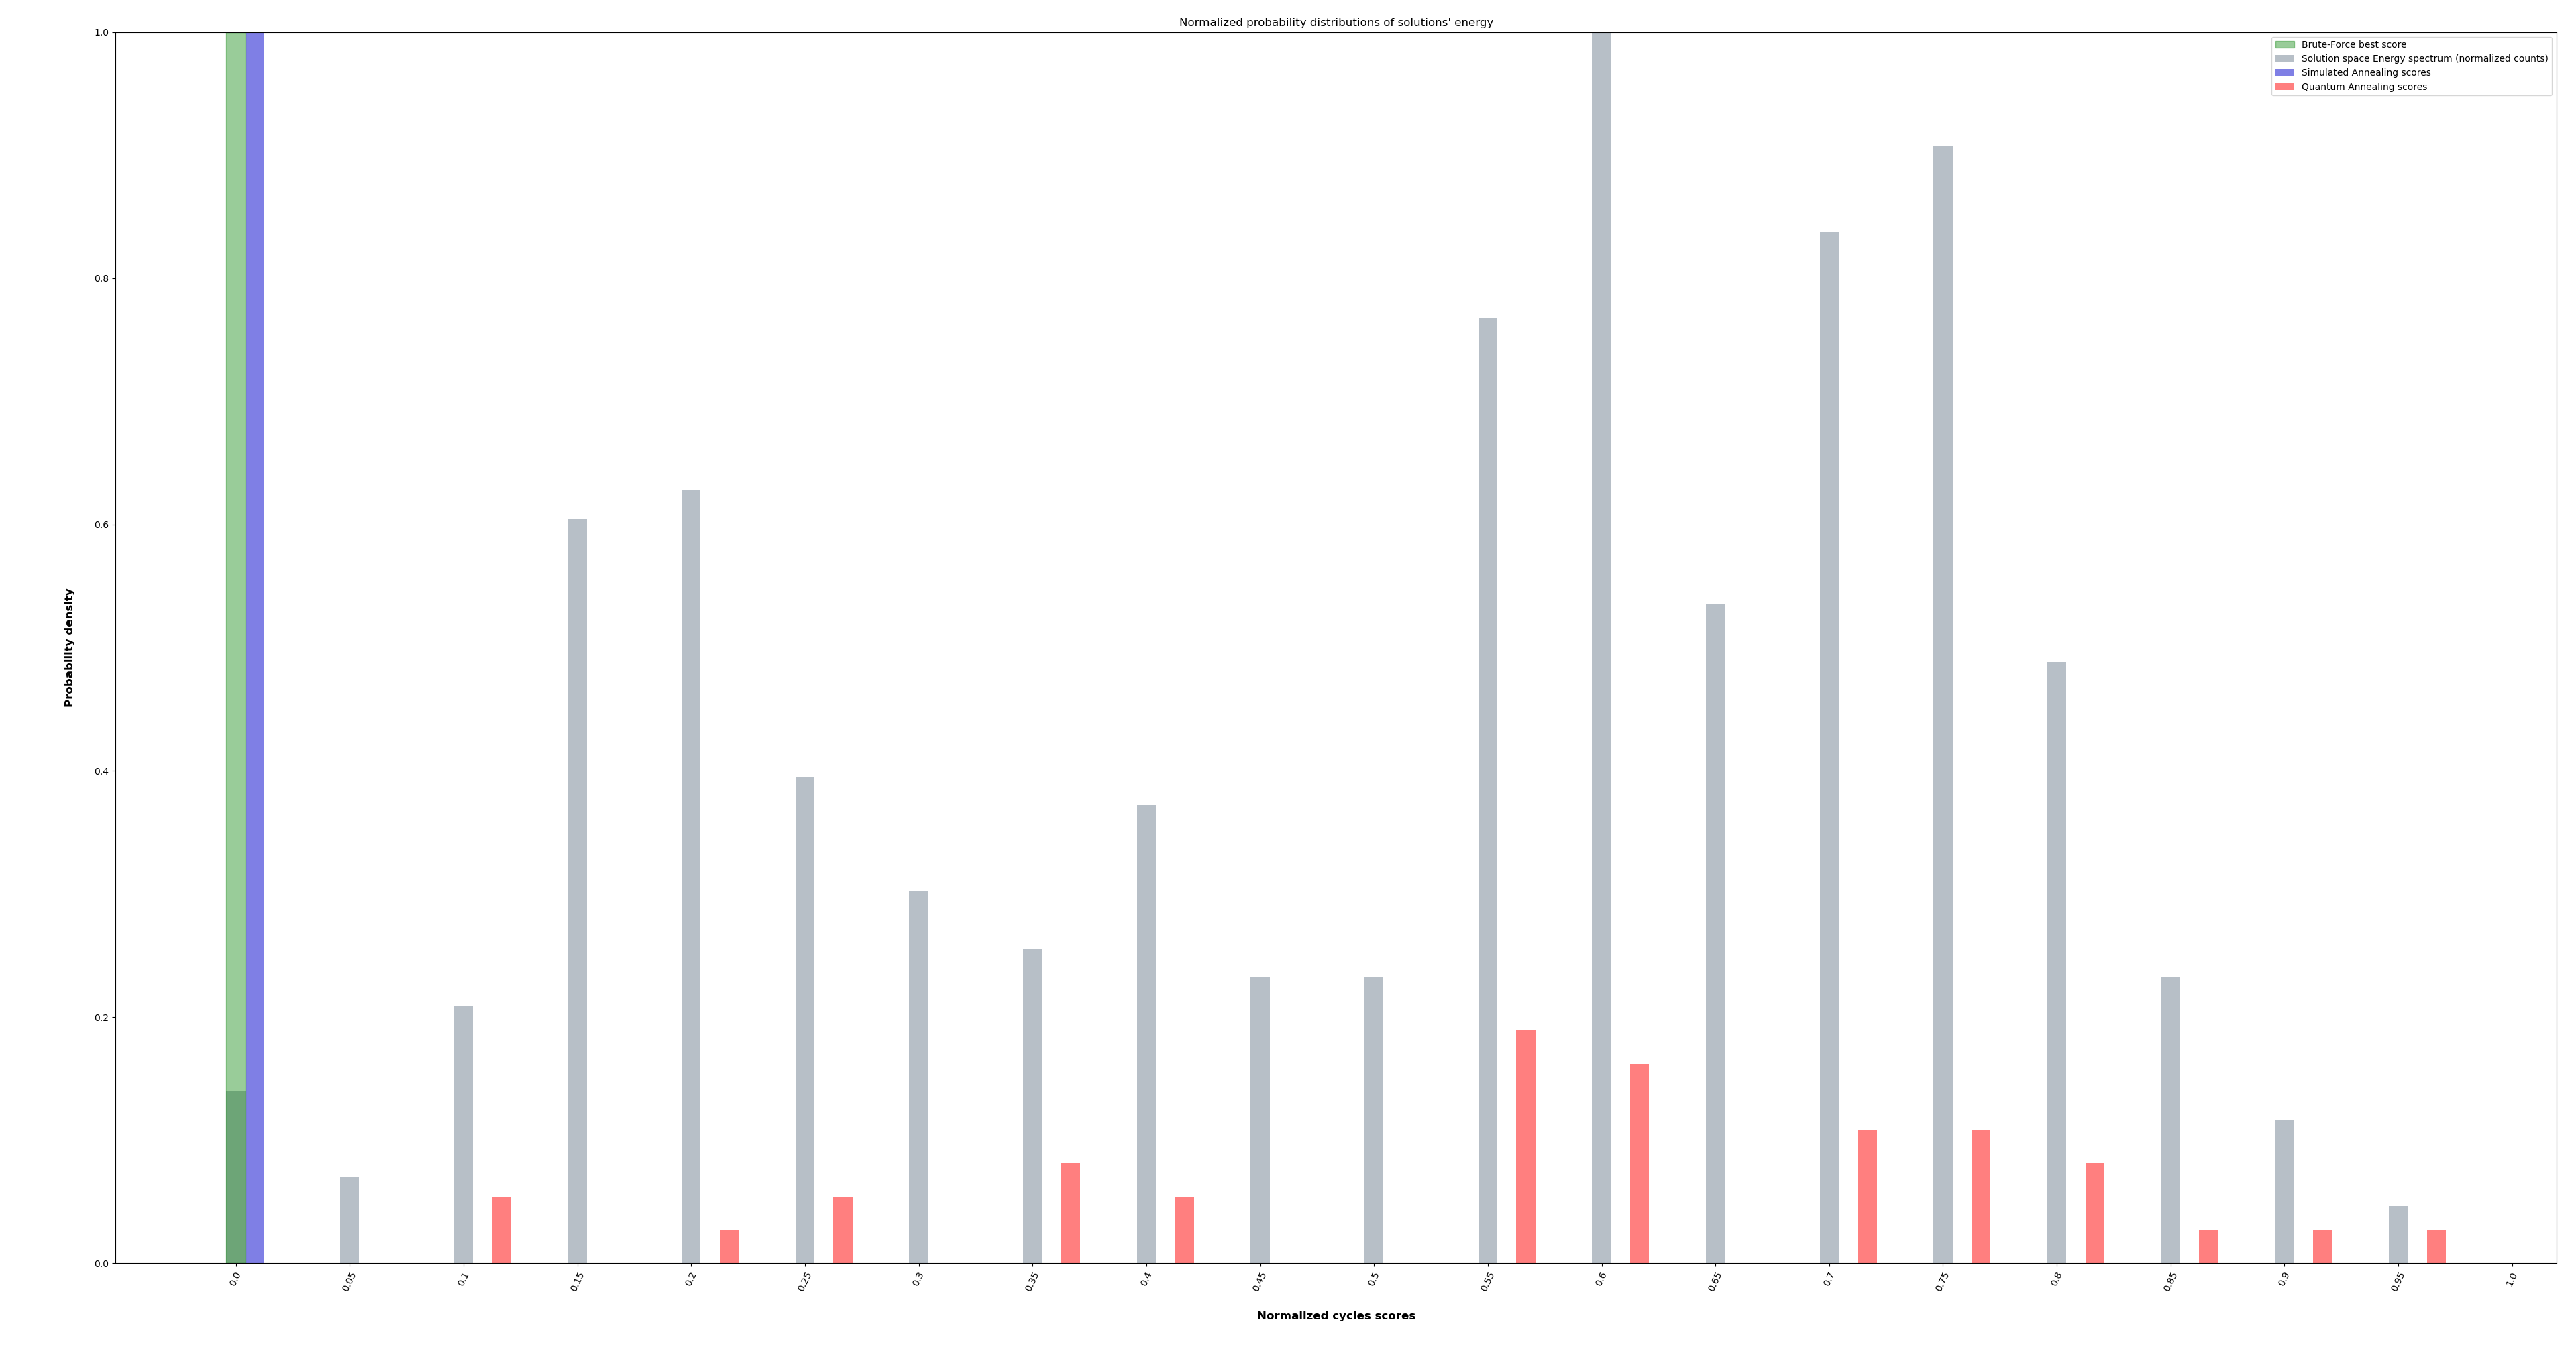 Normalized probability distributions of solutions' energy
Brute-Force best score
Solution space Energy spectrum (normalized counts)
Simulated Annealing scores
Quantum Annealing scores
1.0
0.8
0.6
0.4
0.2
0.0
Probability density
0.0 0.05 0.1 0.15 0.2 0.25 0.3 0.35 0.4 0.45 0.5 0.55 0.6 0.65 0.7 0.75 0.8 0.85 0.9 0.95 1.0
Normalized cycles scores